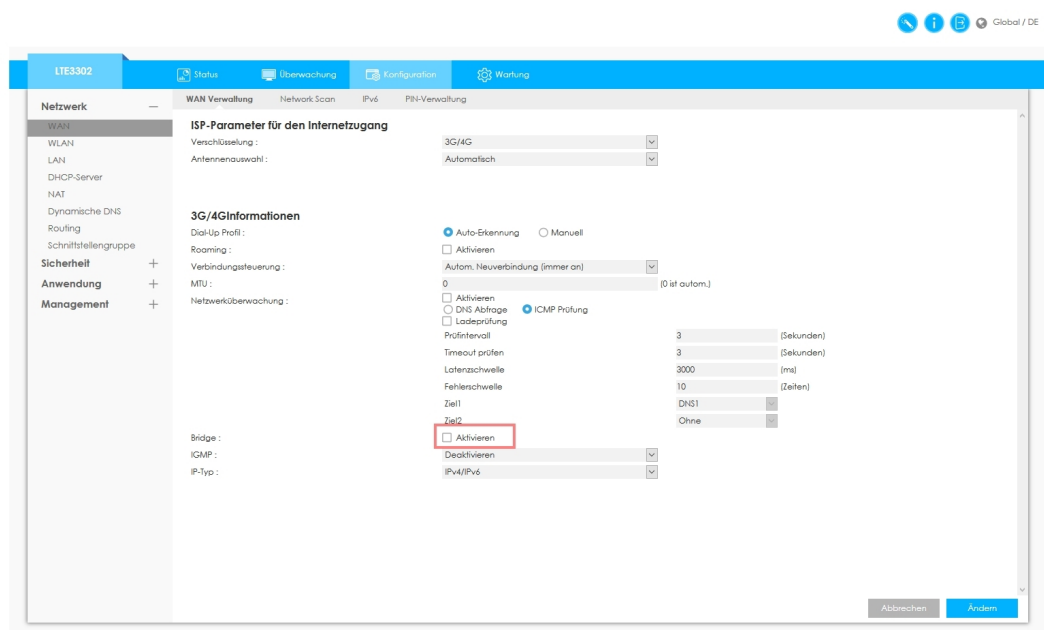 Global / DE
LTE3302
Status Überwachung Konfiguration Wartung
WAN Verwaltung Network Scan IPv6 PIN-Verwaltung
Netzwerk
WAN
WLAN
LAN
DHCP-Server
NAT
Dynamische DNS
Routing
Schnittstellengruppe
Sicherheit
Anwendung
Management
ISP-Parameter für den Internetzugang
Verschlüsselung : 3G/4G
Antennenauswahl : Automatisch
3G/4GInformationen
Dial-Up Profil : Auto-Erkennung Manuell
Roaming : Aktivieren
Verbindungssteuerung : Autom. Neuverbindung (immer an)
MTU : 0 (0 ist autom.)
Netzwerküberwachung : Aktivieren
DNS Abfrage ICMP Prüfung
Ladeprüfung
Prüfintervall 3 (Sekunden)
Timeout prüfen 3 (Sekunden)
Latenzschwelle 3000 (ms)
Fehlerschwelle 10 (Zeiten)
Ziel1 DNS1
Ziel2 Ohne
Bridge : Aktivieren
IGMP : Deaktivieren
IP-Typ : IPv4/IPv6
Abbrechen Ändern